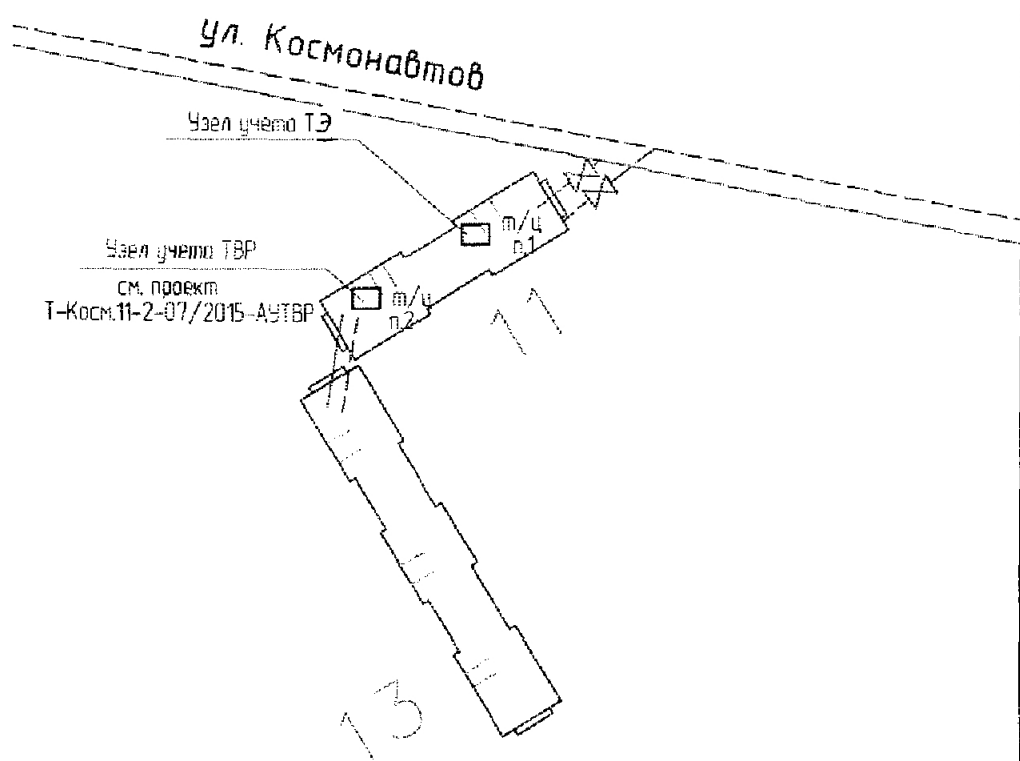 ул. Космонавтов
Узел учета ТЭ
т/ц
п.1
Узел учета ТВР
см. проект
Т-Косм.11-2-07/2015-АУТВР
т/ц
п.2
11
13